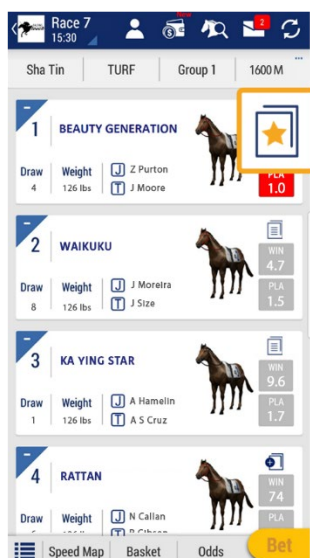 Race 7
New
15:30
2
Sha Tin TURF Group 1 1600 M
1 BEAUTY GENERATION
Draw Weight J Z Purton
4 126 lbs T J Moore
PLA
1.0
2 WAIKUKU
WIN
4.7
Draw Weight J J Moreira
8 126 lbs T J Size
PLA
1.5
3 KA YING STAR
WIN
9.6
Draw Weight J A Hamelin
1 126 lbs T A S Cruz
PLA
1.7
4 RATTAN
WIN
74
Draw Weight J N Callan
PLA
Speed Map Basket Odds Bet